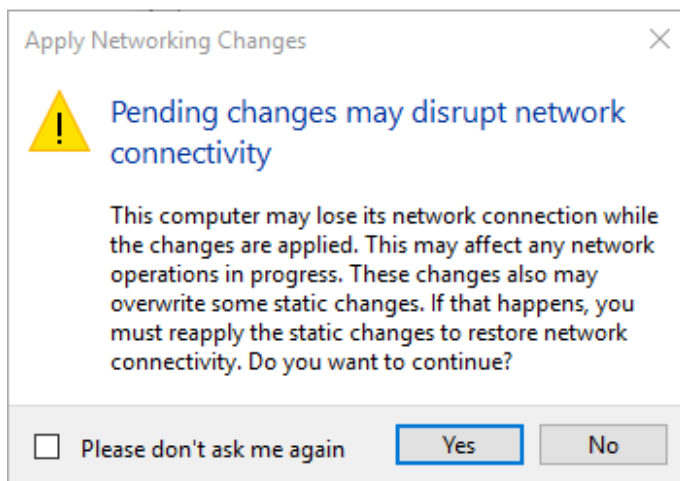 Apply Networking Changes
Pending changes may disrupt network
connectivity
This computer may lose its network connection while
the changes are applied. This may affect any network
operations in progress. These changes also may
overwrite some static changes. If that happens, you
must reapply the static changes to restore network
connectivity. Do you want to continue?
Please don't ask me again
Yes
No